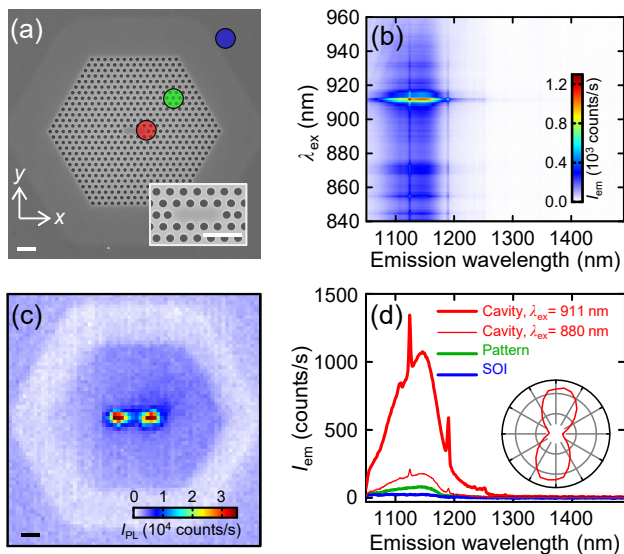 (a)
y
x
(b)
960
940
920
900
880
860
840
λex (nm)
1.2
0.8
0.4
0.0
Iem (10³ counts/s)
1100 1200 1300 1400
Emission wavelength (nm)
(c)
0 1 2 3
IPL (10⁴ counts/s)
(d)
1500
1000
500
0
Iem (counts/s)
Cavity, λex = 911 nm
Cavity, λex = 880 nm
Pattern
SOI
1100 1200 1300 1400
Emission wavelength (nm)